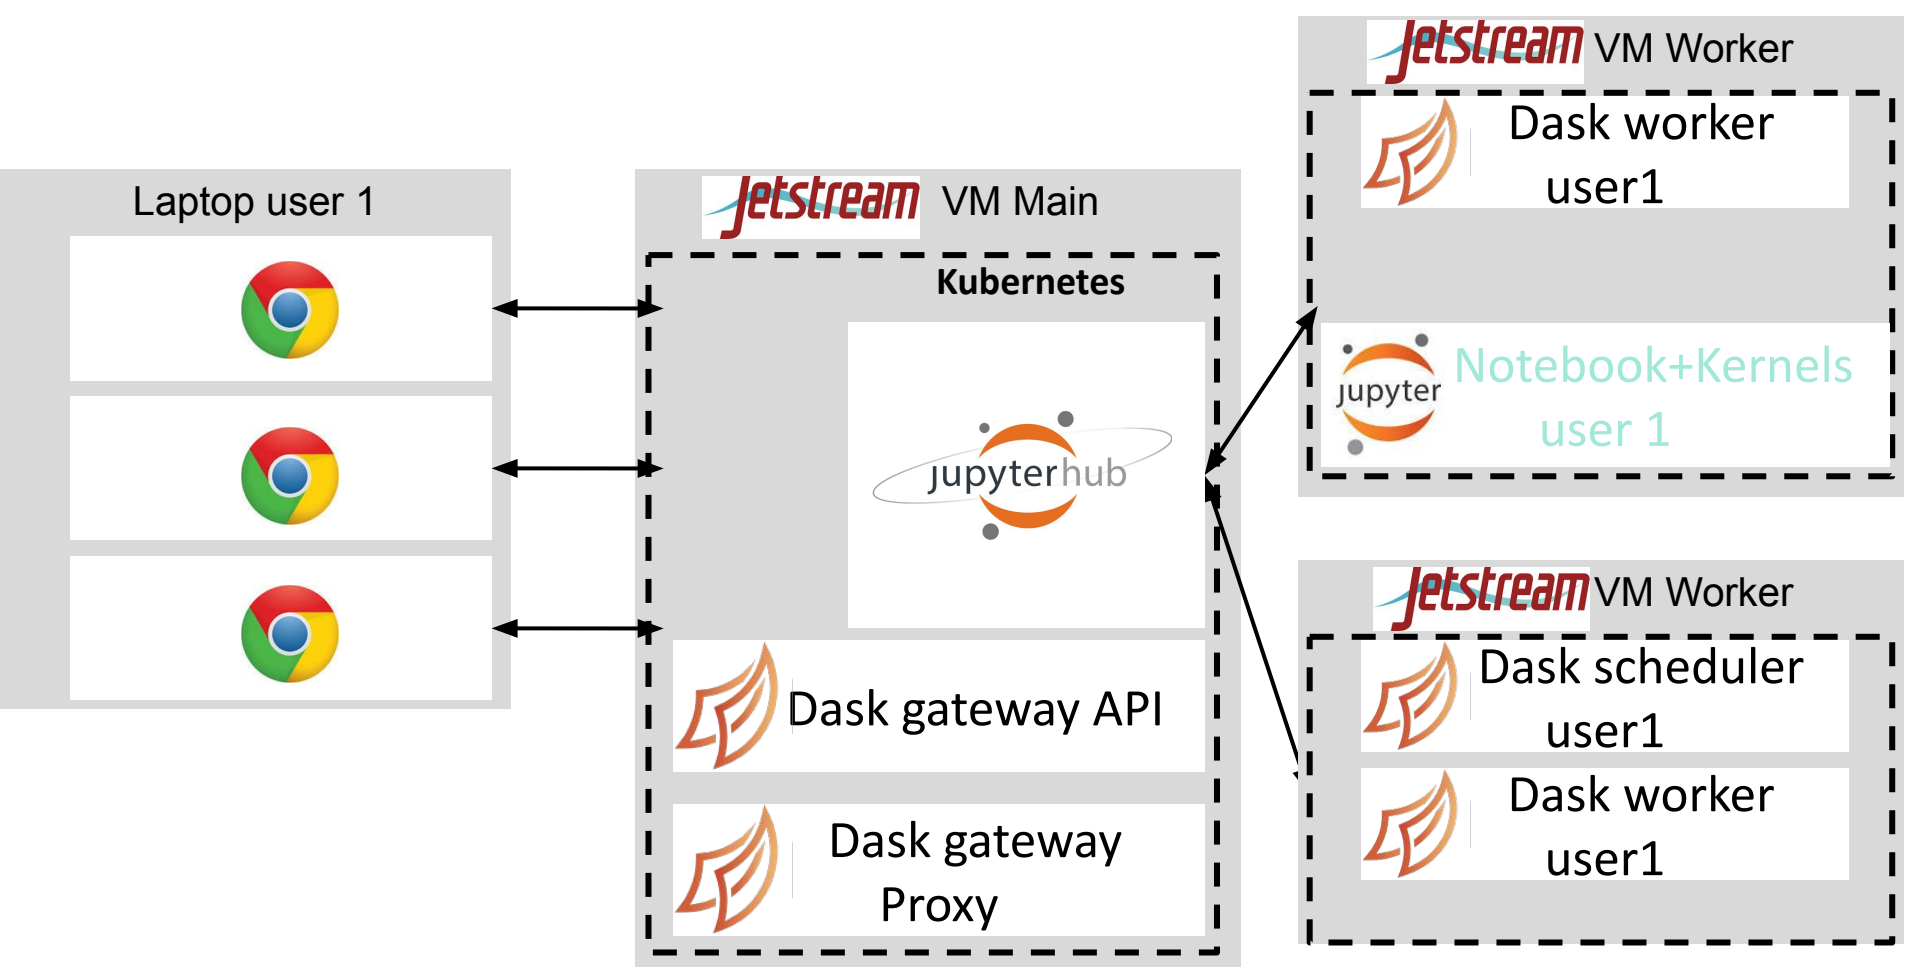 Laptop user 1
Jetstream VM Main
Kubernetes
jupyterhub
Dask gateway API
Dask gateway
Proxy
Jetstream VM Worker
Dask worker
user1
jupyter Notebook+Kernels
user 1
Jetstream VM Worker
Dask scheduler
user1
Dask worker
user1